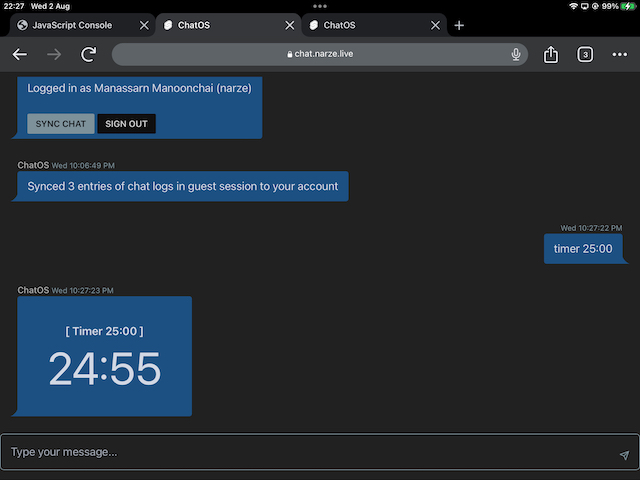 22:27 Wed 2 Aug 99%
JavaScript Console ChatOS ChatOS
chat.narze.live 3
Logged in as Manassarn Manoonchai (narze)
SYNC CHAT SIGN OUT
ChatOS Wed 10:06:49 PM
Synced 3 entries of chat logs in guest session to your account
Wed 10:27:22 PM
timer 25:00
ChatOS Wed 10:27:23 PM
[ Timer 25:00 ]
24:55
Type your message...